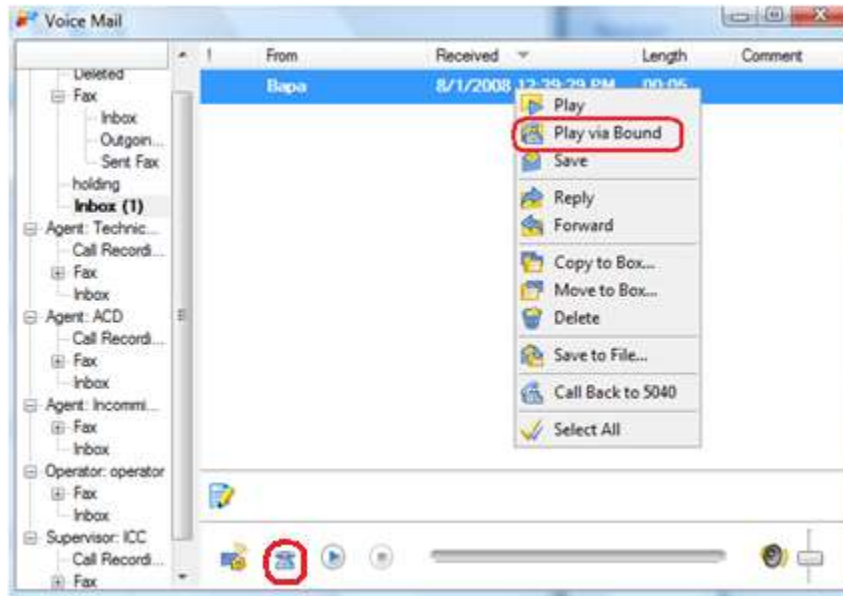 Voice Mail
! From Received Length Comment
Bapa 8/1/2008 12:29:29 PM 00:05
Deleted
Fax
Inbox
Outgoin...
Sent Fax
holding
Inbox (1)
Agent: Technic...
Call Recordi...
Fax
Inbox
Agent: ACD
Call Recordi...
Fax
Inbox
Agent: Incommi...
Fax
Inbox
Operator: operator
Fax
Inbox
Supervisor: ICC
Call Recordi...
Fax
Play
Play via Bound
Save
Reply
Forward
Copy to Box...
Move to Box...
Delete
Save to File...
Call Back to 5040
Select All